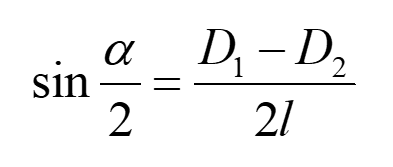 sin α/2 = (D₁ − D₂)/2l